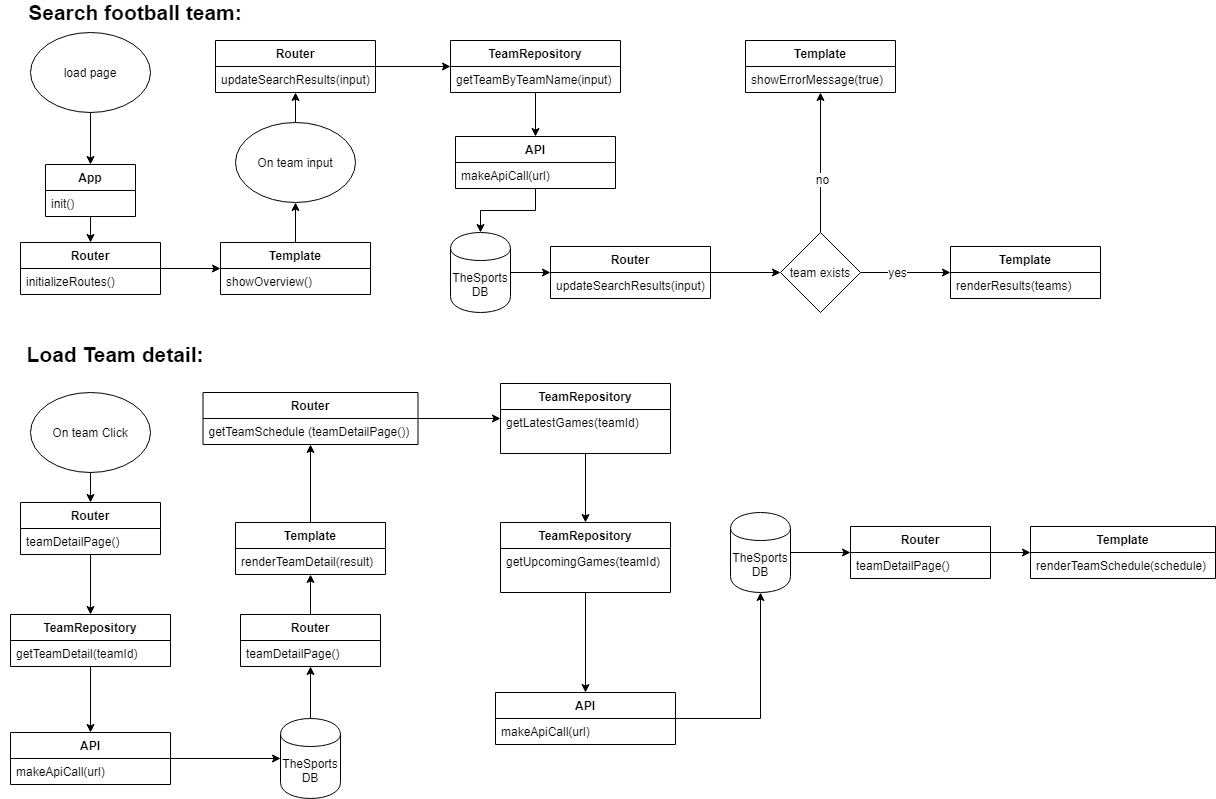 Search football team:
load page
App
init()
Router
initializeRoutes()
Template
showOverview()
On team input
Router
updateSearchResults(input)
TeamRepository
getTeamByTeamName(input)
API
makeApiCall(url)
TheSports
DB
Router
updateSearchResults(input)
team exists
no
Template
showErrorMessage(true)
yes
Template
renderResults(teams)
Load Team detail:
On team Click
Router
teamDetailPage()
TeamRepository
getTeamDetail(teamId)
API
makeApiCall(url)
TheSports
DB
Router
teamDetailPage()
Template
renderTeamDetail(result)
Router
getTeamSchedule (teamDetailPage())
TeamRepository
getLatestGames(teamId)
TeamRepository
getUpcomingGames(teamId)
API
makeApiCall(url)
TheSports
DB
Router
teamDetailPage()
Template
renderTeamSchedule(schedule)